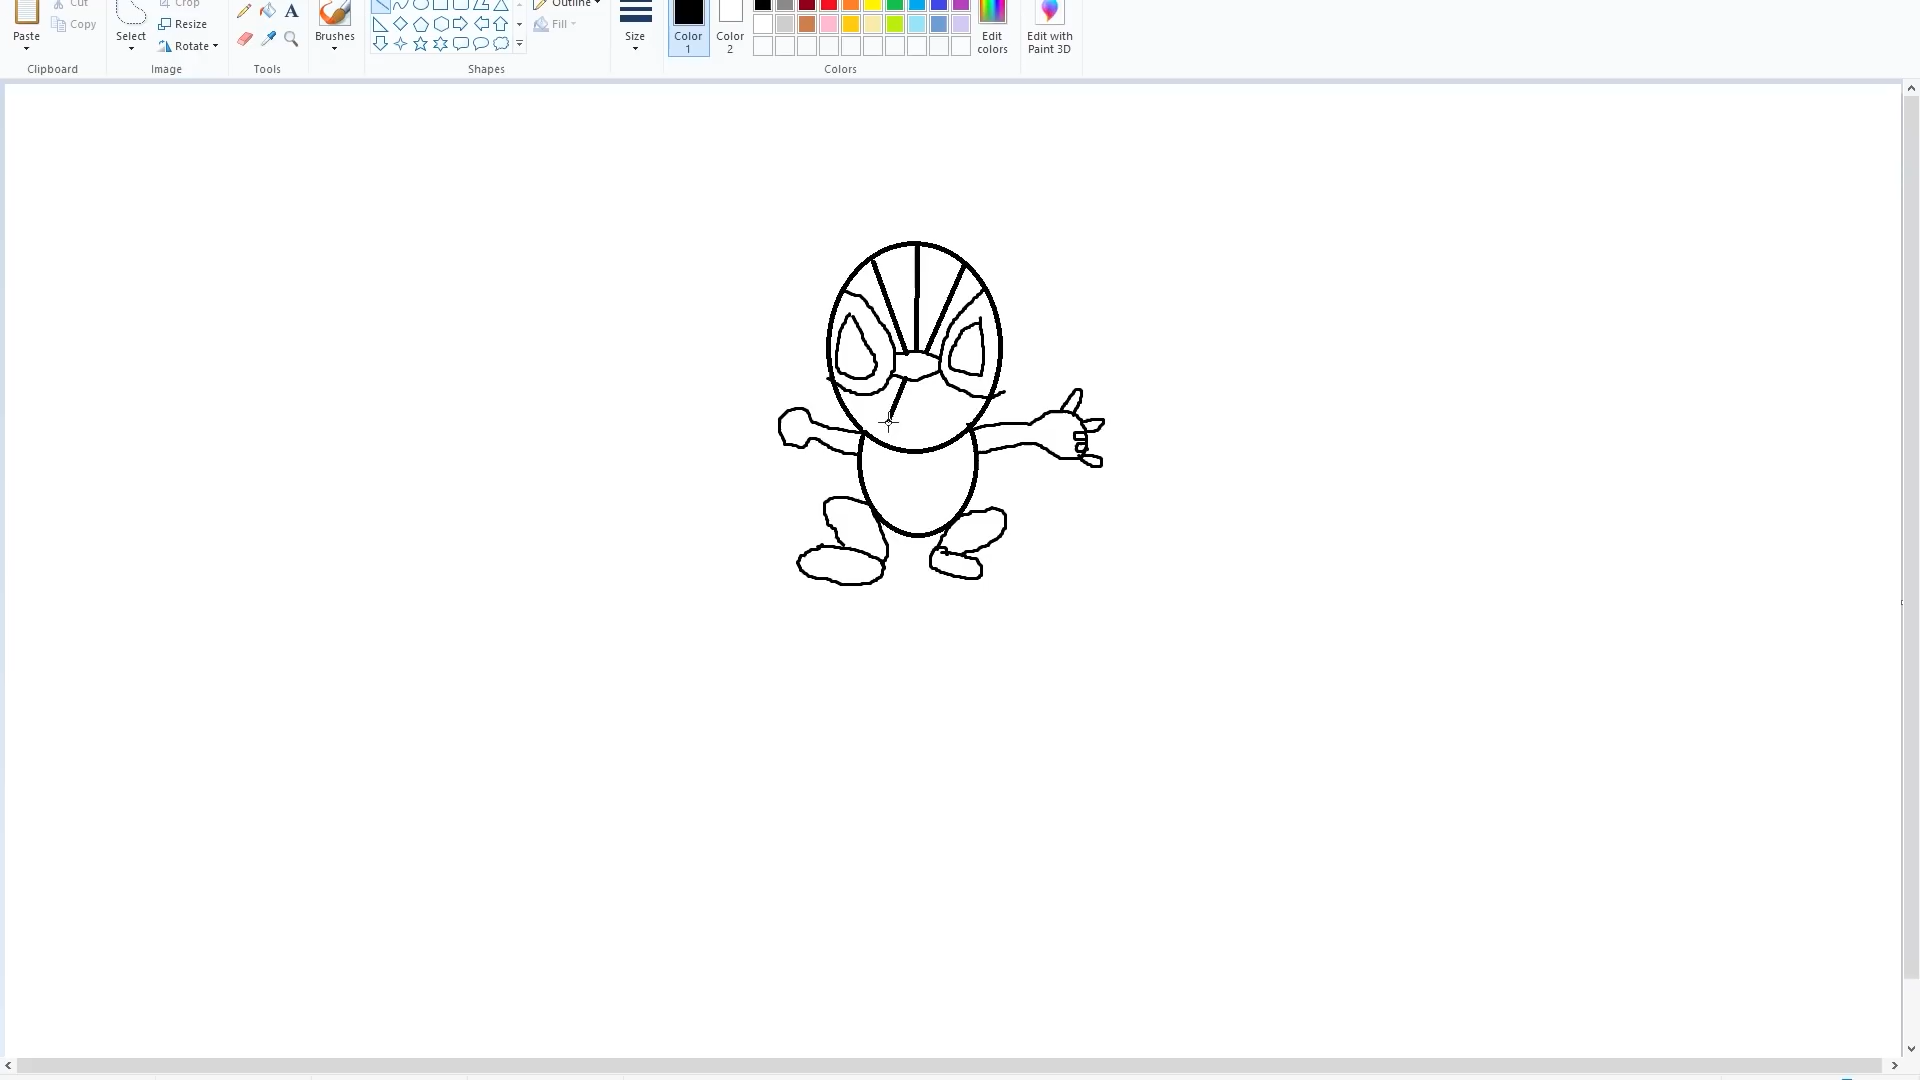 Cut
Crop
Outline
Copy
Resize
Fill
Paste
Select
Rotate
Brushes
Size
Color 1
Color 2
Edit colors
Edit with Paint 3D
A
Clipboard
Image
Tools
Shapes
Colors